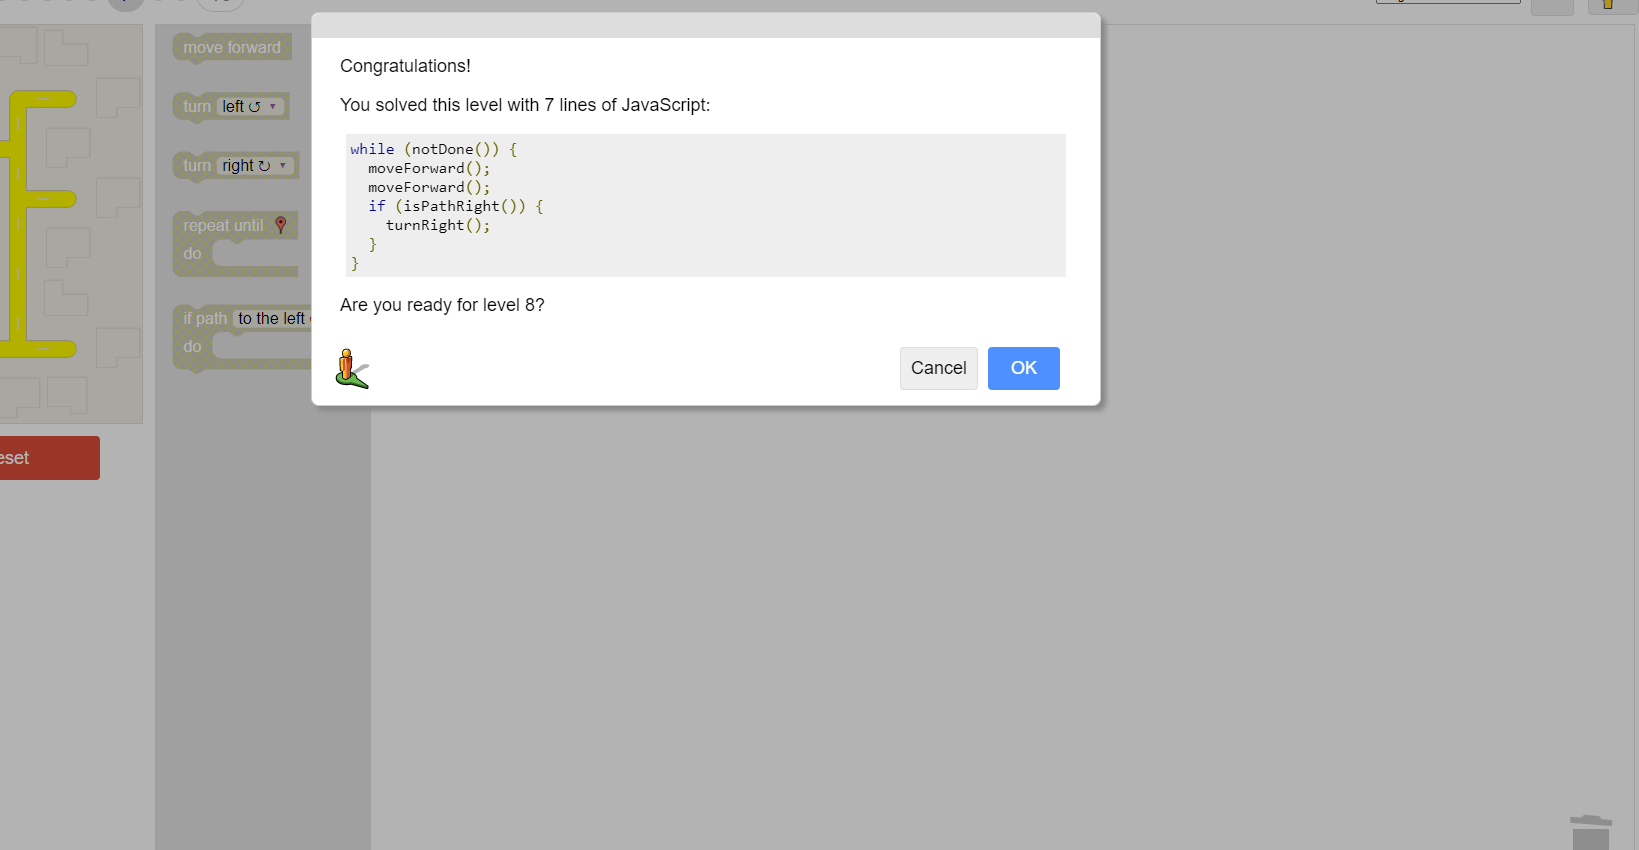 move forward
turn left ↺ ▼
turn right ↻ ▼
repeat until
do
if path to the left
do
Congratulations!
You solved this level with 7 lines of JavaScript:
while (notDone()) {
  moveForward();
  moveForward();
  if (isPathRight()) {
    turnRight();
  }
}
Are you ready for level 8?
Cancel
OK
eset